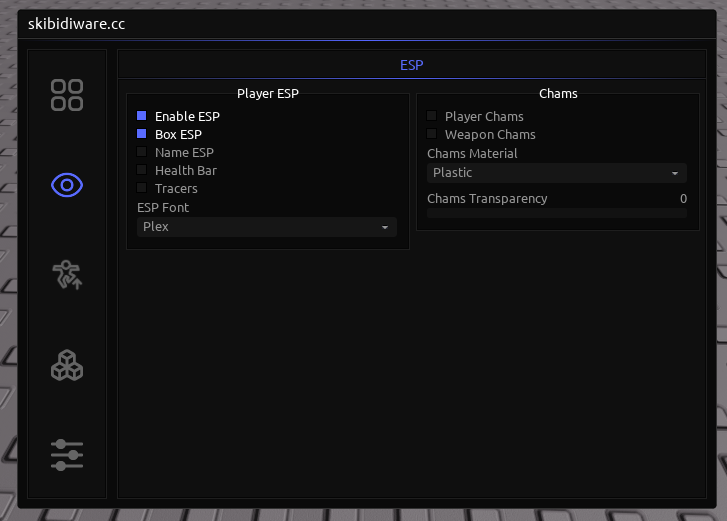 skibidiware.cc
ESP
Player ESP
Enable ESP
Box ESP
Name ESP
Health Bar
Tracers
ESP Font
Plex
Chams
Player Chams
Weapon Chams
Chams Material
Plastic
Chams Transparency 0